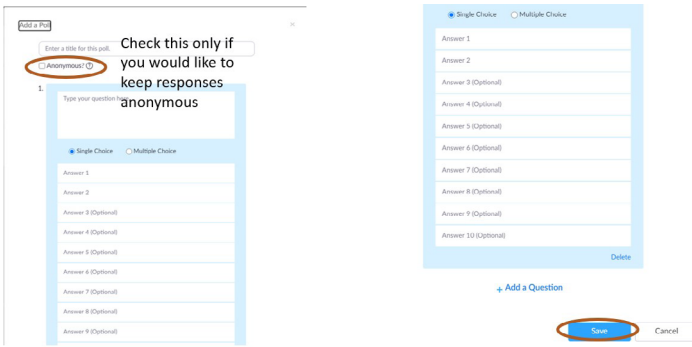 Add a Poll
×
Enter a title for this poll.
Anonymous? ?
Check this only if
you would like to
keep responses
anonymous
1.
Type your question here.
Single Choice Multiple Choice
Answer 1
Answer 2
Answer 3 (Optional)
Answer 4 (Optional)
Answer 5 (Optional)
Answer 6 (Optional)
Answer 7 (Optional)
Answer 8 (Optional)
Answer 9 (Optional)
Single Choice Multiple Choice
Answer 1
Answer 2
Answer 3 (Optional)
Answer 4 (Optional)
Answer 5 (Optional)
Answer 6 (Optional)
Answer 7 (Optional)
Answer 8 (Optional)
Answer 9 (Optional)
Answer 10 (Optional)
Delete
+ Add a Question
Save Cancel